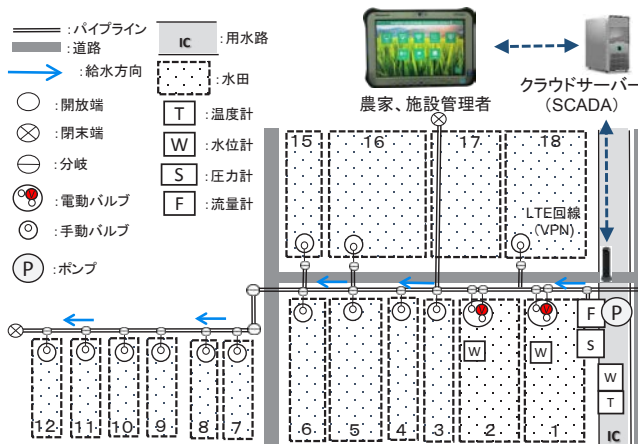 :パイプライン
:道路
:給水方向
:開放端
:閉末端
:分岐
:電動バルブ
:手動バルブ
P :ポンプ
IC :用水路
:水田
T :温度計
W :水位計
S :圧力計
F :流量計
農家、施設管理者
クラウドサーバー
(SCADA)
15 16 17 18
LTE回線
(VPN)
F P
S
W W
W
T
12 11 10 9 8 7
6 5 4 3 2 1
IC